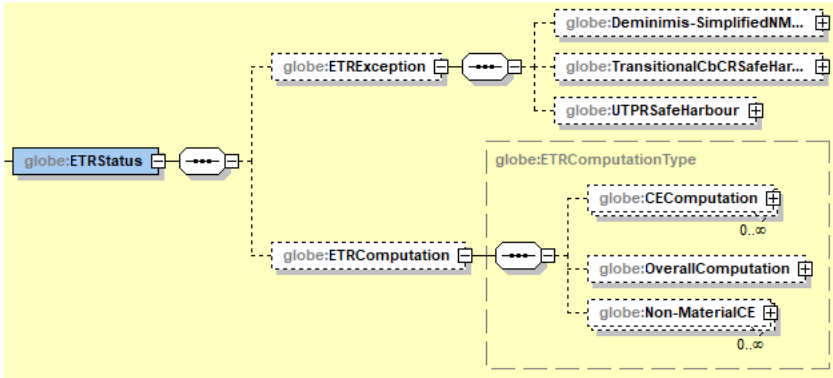 globe:Deminimis-SimplifiedNM...
globe:ETRException
globe:TransitionalCbCRSafeHar...
globe:UTPRSafeHarbour
globe:ETRStatus
globe:ETRComputationType
globe:CEComputation
0..∞
globe:ETRComputation
globe:OverallComputation
globe:Non-MaterialCE
0..∞